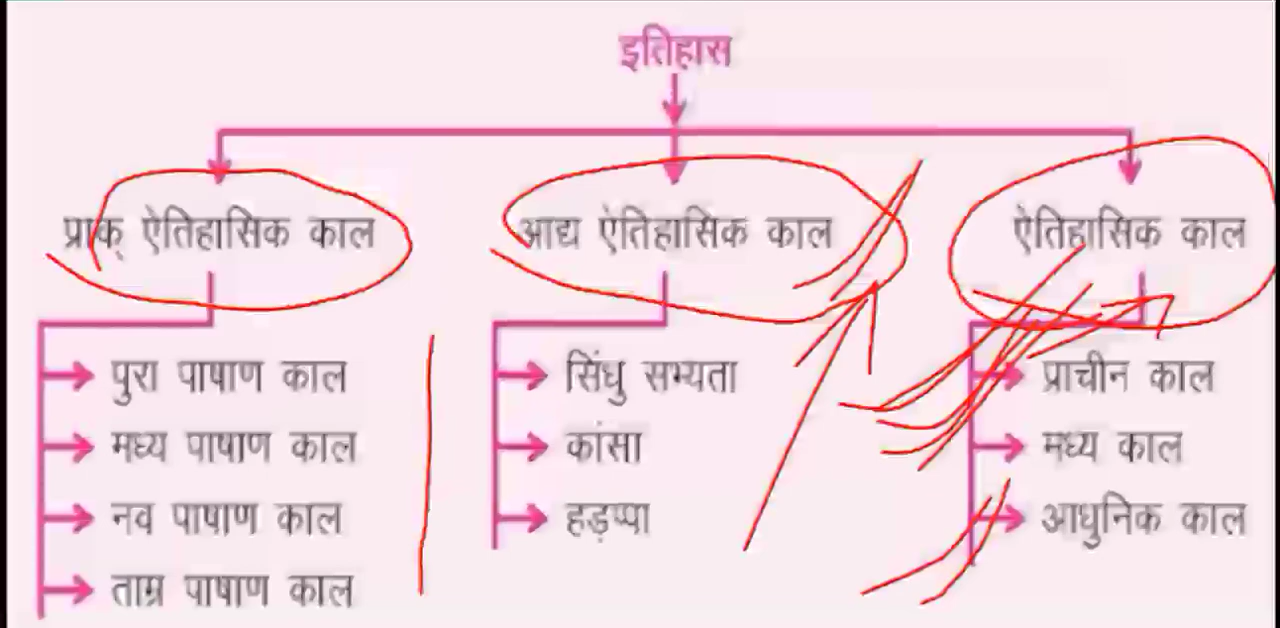 इतिहास
प्राक् ऐतिहासिक काल
पुरा पाषाण काल
मध्य पाषाण काल
नव पाषाण काल
ताम्र पाषाण काल
आद्य ऐतिहासिक काल
सिंधु सभ्यता
कांसा
हड़प्पा
ऐतिहासिक काल
प्राचीन काल
मध्य काल
आधुनिक काल